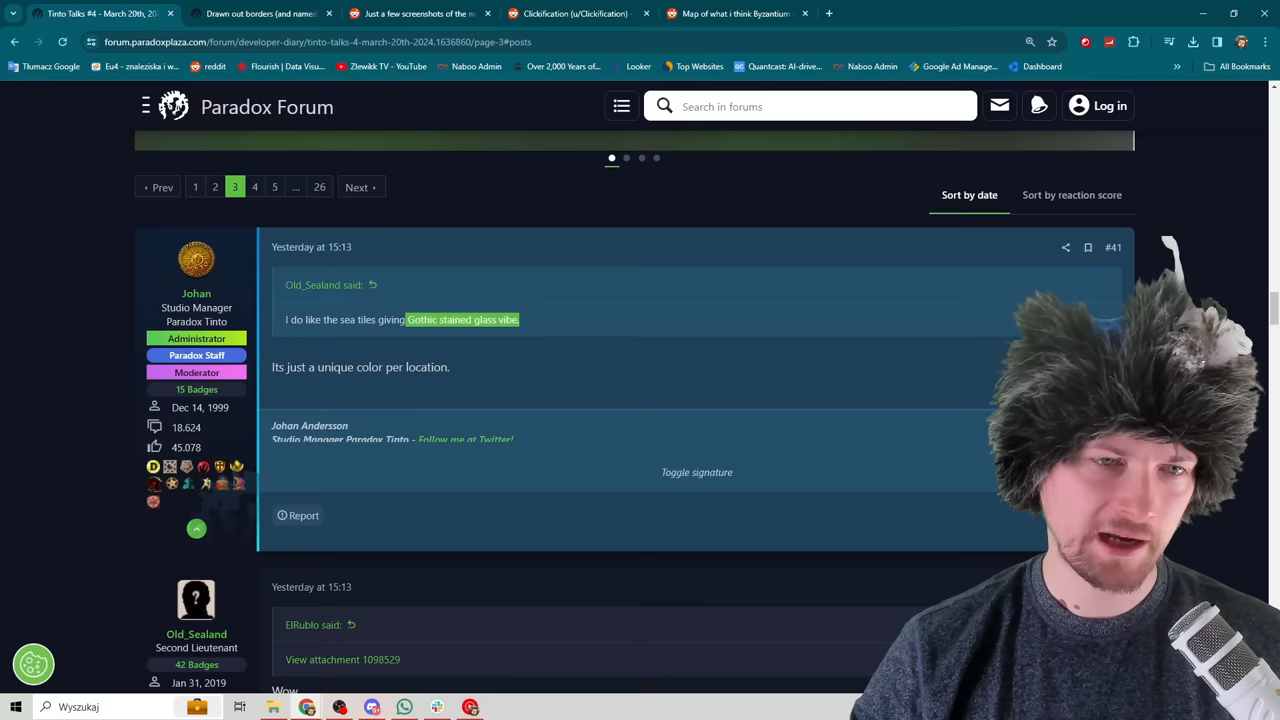 Tinto Talks #4 - March 20th, 20
Drawn out borders (and named
Just a few screenshots of the m
Clickification (u/Clickification) -
Map of what i think Byzantium
forum.paradoxplaza.com/forum/developer-diary/tinto-talks-4-march-20th-2024.1636860/page-3#posts
Tłumacz Google
Eu4 - znaleziska i w...
reddit
Flourish | Data Visu...
Zlewikk TV - YouTube
Naboo Admin
Over 2,000 Years of...
Looker
Top Websites
Quantcast: AI-drive...
Naboo Admin
Google Ad Manage...
Dashboard
All Bookmarks
Paradox Forum
Search in forums
Log in
‹ Prev 1 2 3 4 5 ... 26 Next ›
Sort by date
Sort by reaction score
Johan
Studio Manager
Paradox Tinto
Administrator
Paradox Staff
Moderator
15 Badges
Dec 14, 1999
18.624
45.078
Yesterday at 15:13
#41
Old_Sealand said:
I do like the sea tiles giving Gothic stained glass vibe.
Its just a unique color per location.
Johan Andersson
Studio Manager Paradox Tinto - Follow me at Twitter!
Toggle signature
Report
Old_Sealand
Second Lieutenant
42 Badges
Jan 31, 2019
Yesterday at 15:13
ElRublo said:
View attachment 1098529
Wow
Wyszukaj